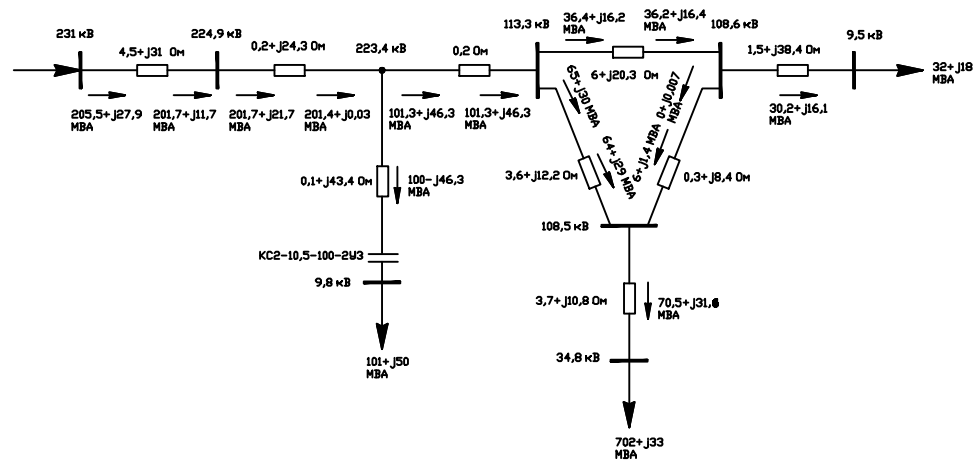 231 кВ
4,5+j31 Ом
224,9 кВ
0,2+j24,3 Ом
223,4 кВ
0,2 Ом
113,3 кВ
36,4+j16,2
МВА
36,2+j16,4
МВА
108,6 кВ
1,5+j38,4 Ом
9,5 кВ
32+j18
МВА
205,5+j27,9
МВА
201,7+j11,7
МВА
201,7+j21,7
МВА
201,4+j0,03
МВА
101,3+j46,3
МВА
101,3+j46,3
МВА
6+j20,3 Ом
65+j30 МВА
64+j29 МВА
0+j0,007
МВА
6+j1,4 МВА
30,2+j16,1
МВА
0,1+j43,4 Ом
100-j46,3
МВА
3,6+j12,2 Ом
0,3+j8,4 Ом
108,5 кВ
КС2-10,5-100-2У3
9,8 кВ
3,7+j10,8 Ом
70,5+j31,6
МВА
101+j50
МВА
34,8 кВ
702+j33
МВА